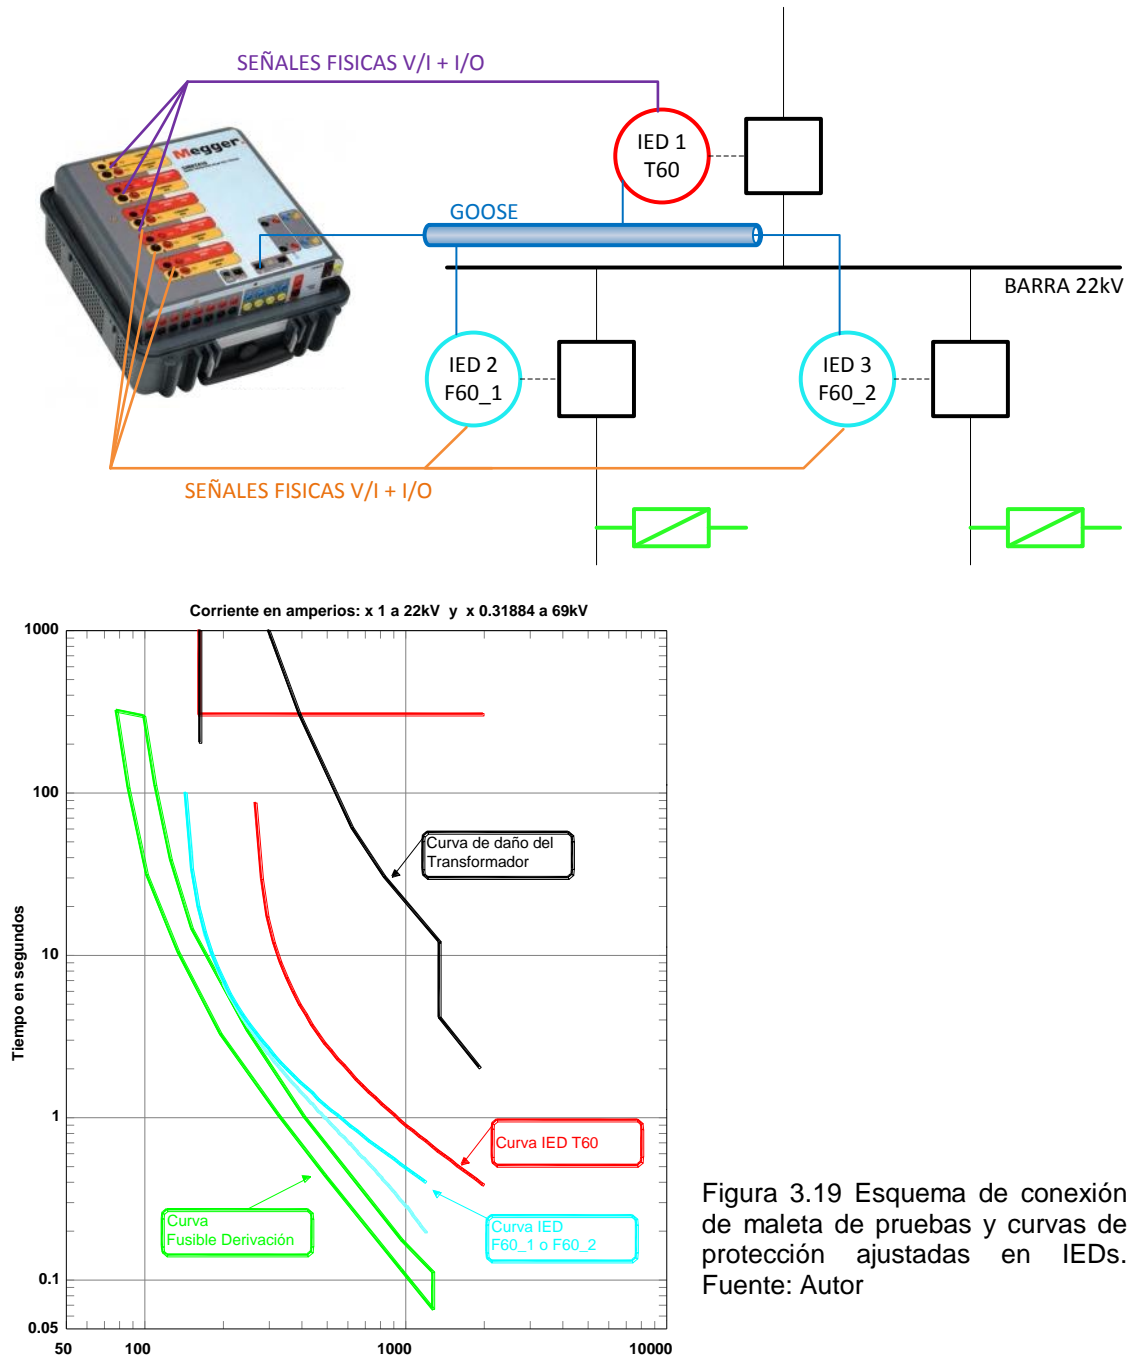 SEÑALES FISICAS V/I + I/O
Megger
IED 1
T60
GOOSE
BARRA 22kV
IED 2
F60_1
IED 3
F60_2
SEÑALES FISICAS V/I + I/O
Corriente en amperios: x 1 a 22kV y x 0.31884 a 69kV
1000
100
10
1
0.1
0.05
Tiempo en segundos
Curva de daño del
Transformador
Curva IED T60
Curva
Fusible Derivación
Curva IED
F60_1 o F60_2
50
100
1000
10000
Figura 3.19 Esquema de conexión
de maleta de pruebas y curvas de
protección ajustadas en IEDs.
Fuente: Autor